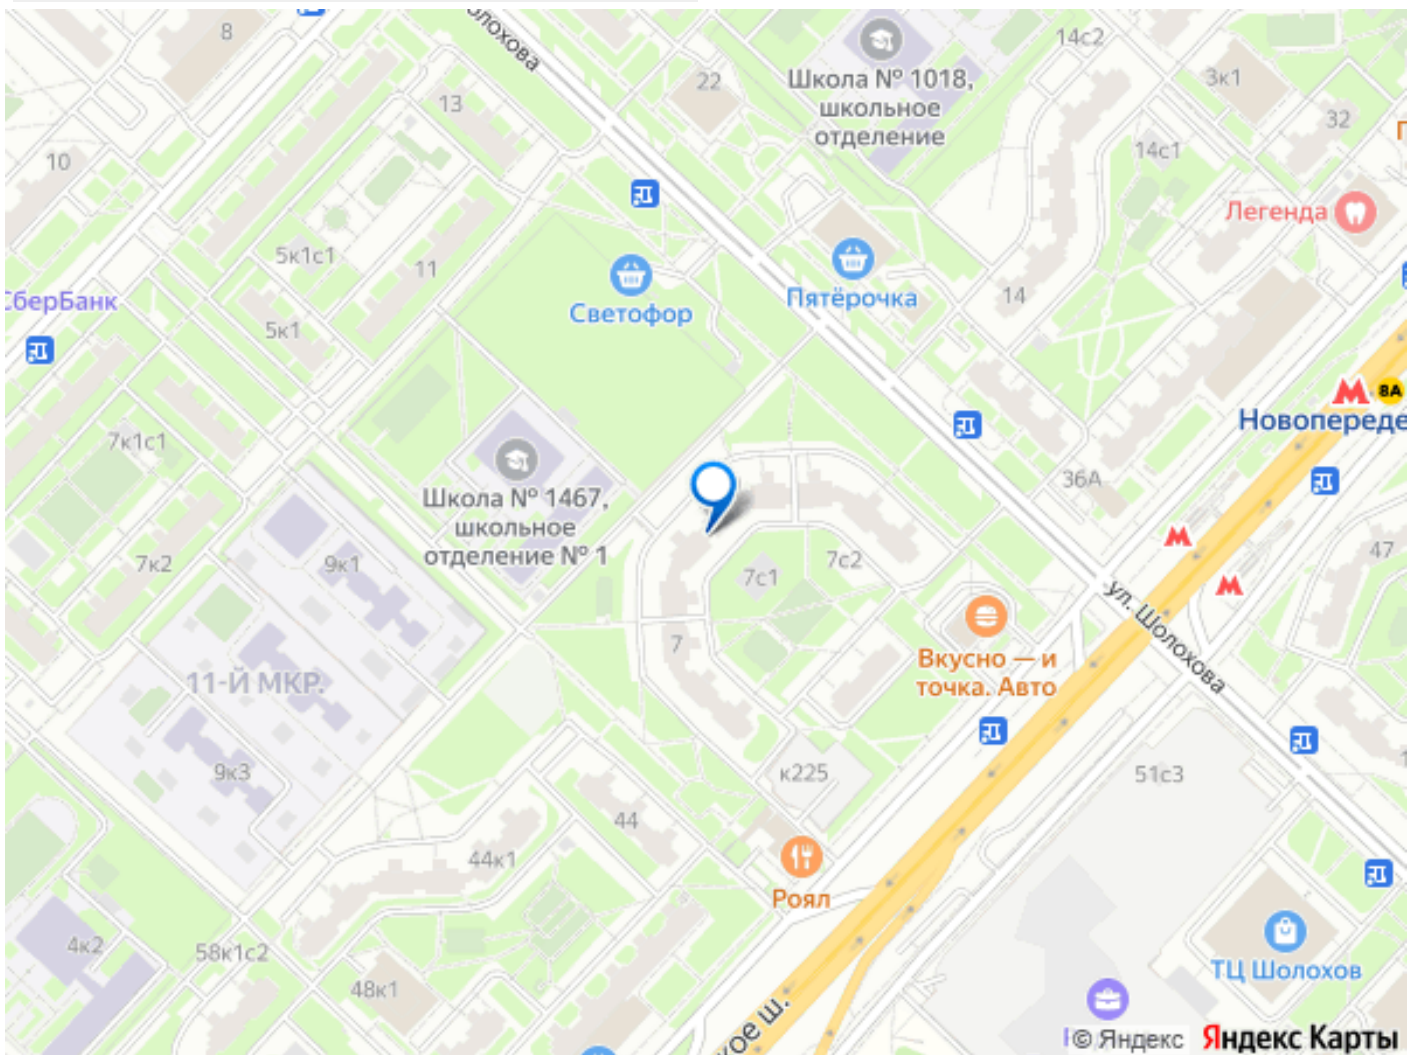 8
олохова
14с2
22
Школа № 1018,
школьное
отделение
3к1
13
32
10
14с1
Легенда
5к1с1
11
14
Пятёрочка
СберБанк
Светофор
5к1
8А
Новопереде
7к1с1
36А
Школа № 1467,
школьное
отделение № 1
7к2
9к1
7с1
7с2
47
ул. Шолохова
7
Вкусно — и
точка. Авто
11-Й МКР.
9к3
к225
51с3
44
44к1
Роял
4к2
58к1с2
ТЦ Шолохов
48к1
кое ш.
© Яндекс
Яндекс Карты